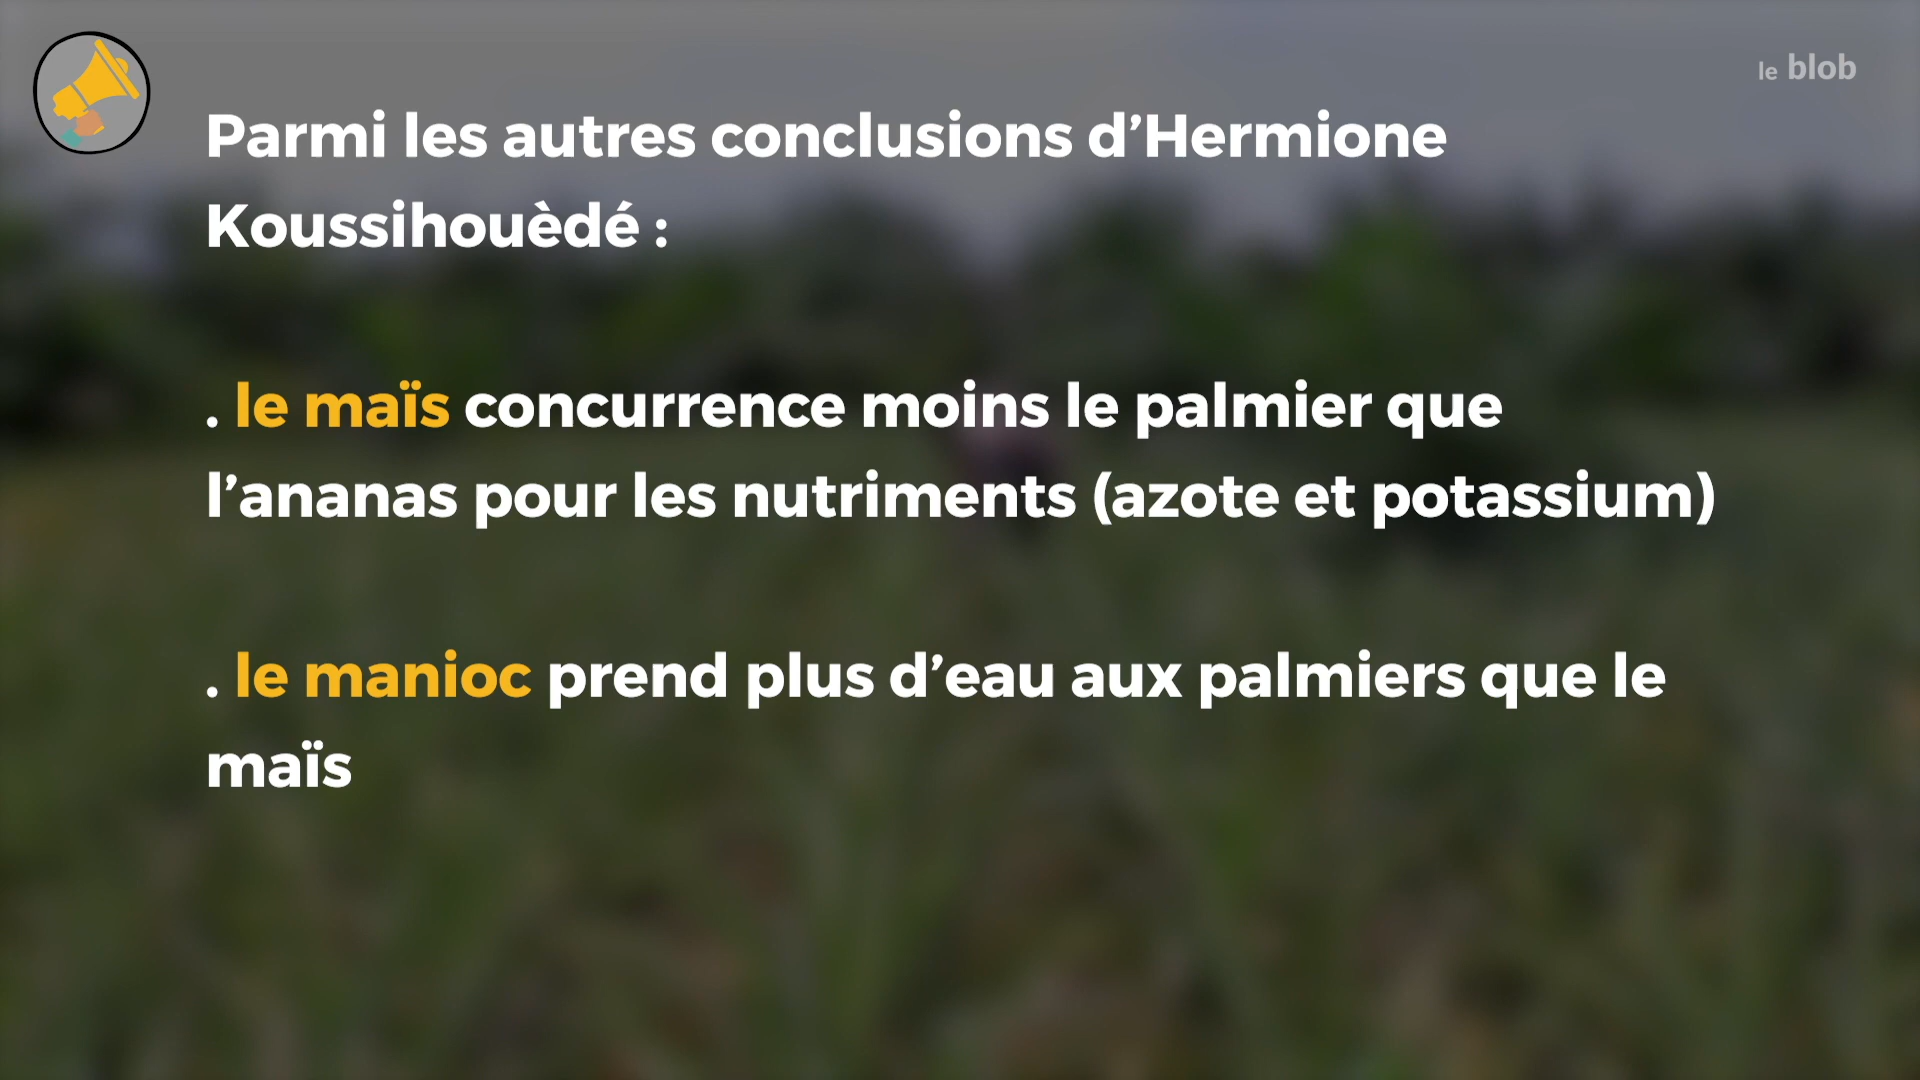 le blob
Parmi les autres conclusions d’Hermione
Koussihouèdé :
. le maïs concurrence moins le palmier que
l’ananas pour les nutriments (azote et potassium)
. le manioc prend plus d’eau aux palmiers que le
maïs